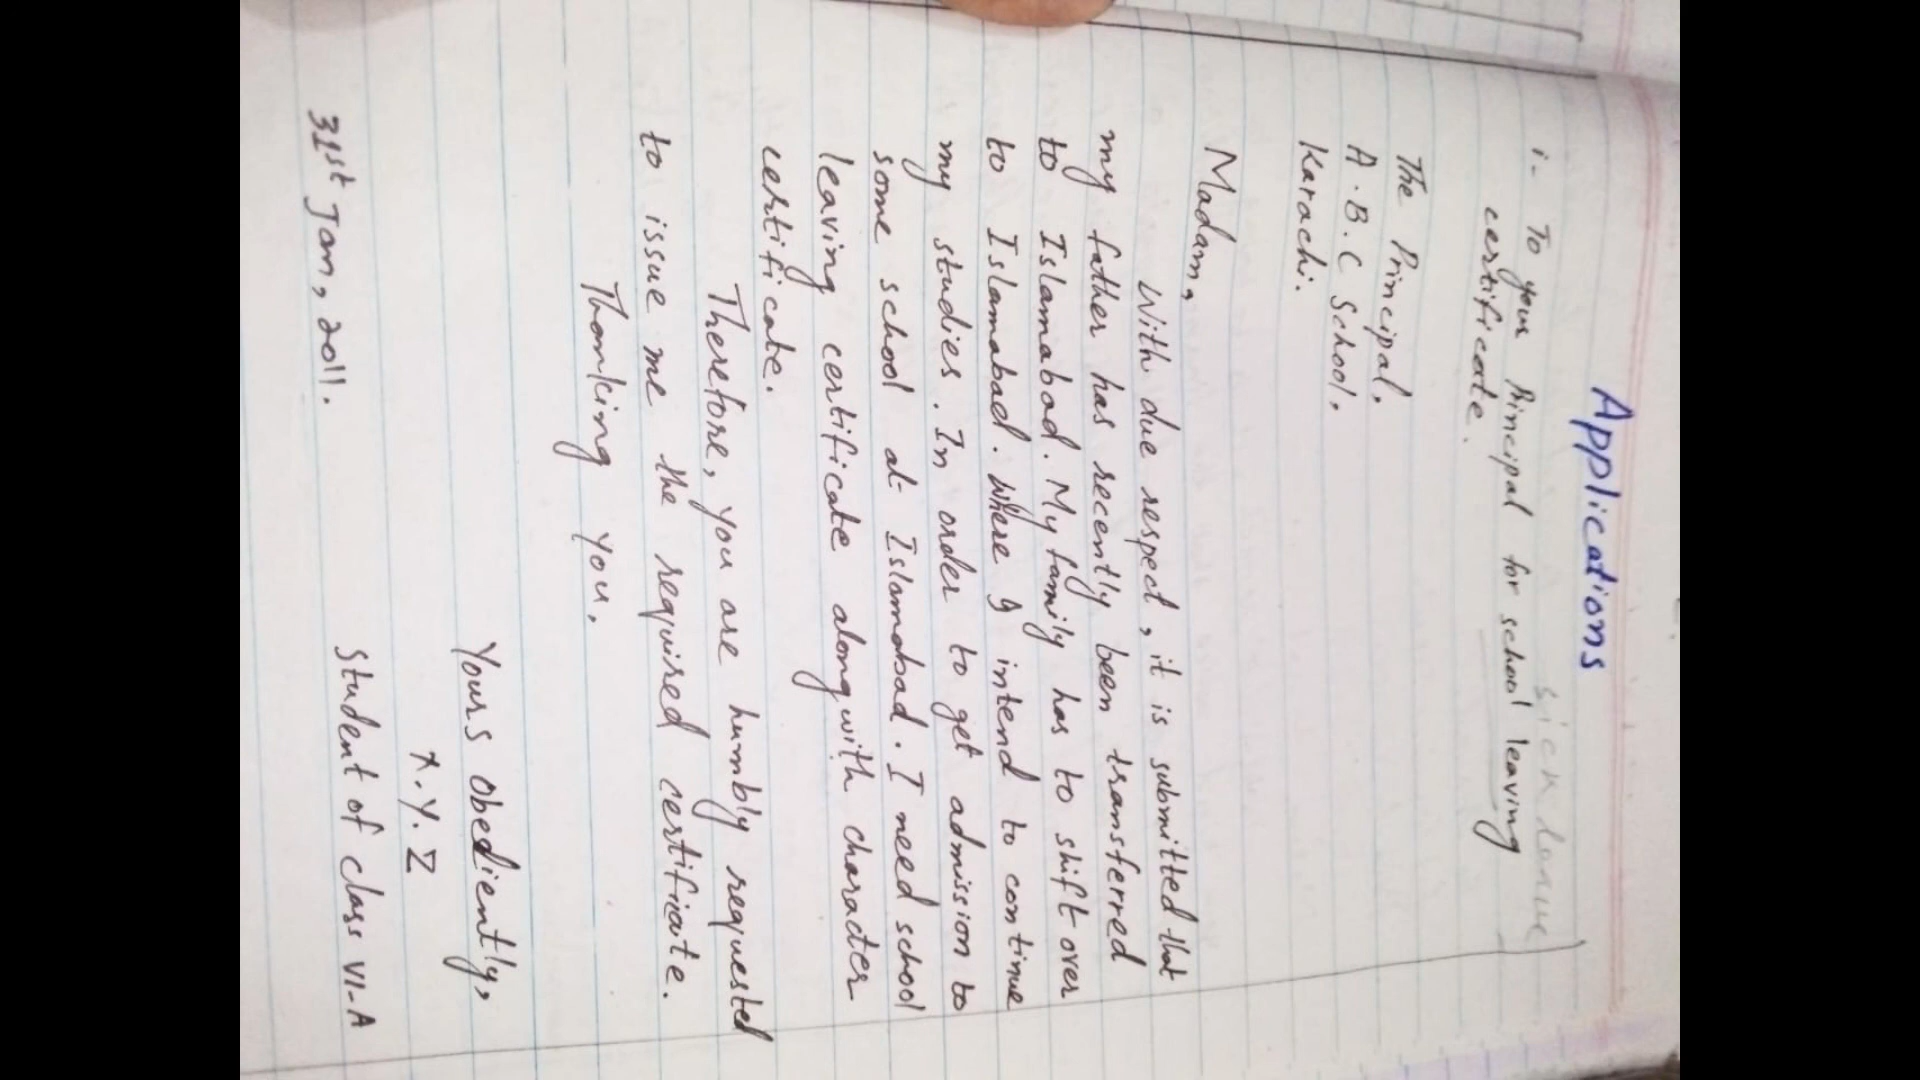 Applications
i- To your Principal for school leaving
certificate.
The Principal,
A.B.C School,
Karachi.
Madam,
With due respect, it is submitted that
my father has recently been transferred
to Islamabad. My family has to shift over
to Islamabad. Where I intend to continue
my studies. In order to get admission to
some school at Islamabad. I need school
leaving certificate alongwith character
certificate.
Therefore, you are humbly requested
to issue me the required certificate.
Thanking you,
Yours obediently,
X.Y.Z
31st Jan, 2011. Student of class VI-A